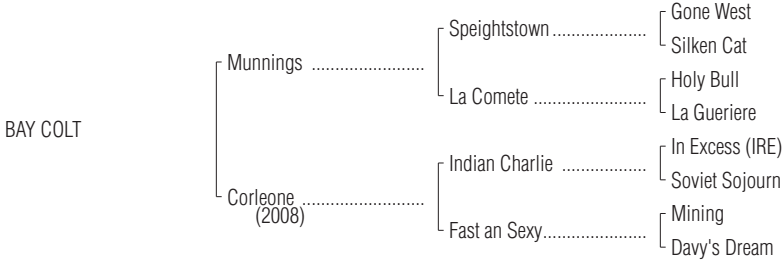 Gone West
Speightstown
Silken Cat
Munnings
Holy Bull
La Comete
La Gueriere
BAY COLT
In Excess (IRE)
Indian Charlie
Soviet Sojourn
Corleone
(2008)
Mining
Fast an Sexy
Davy's Dream